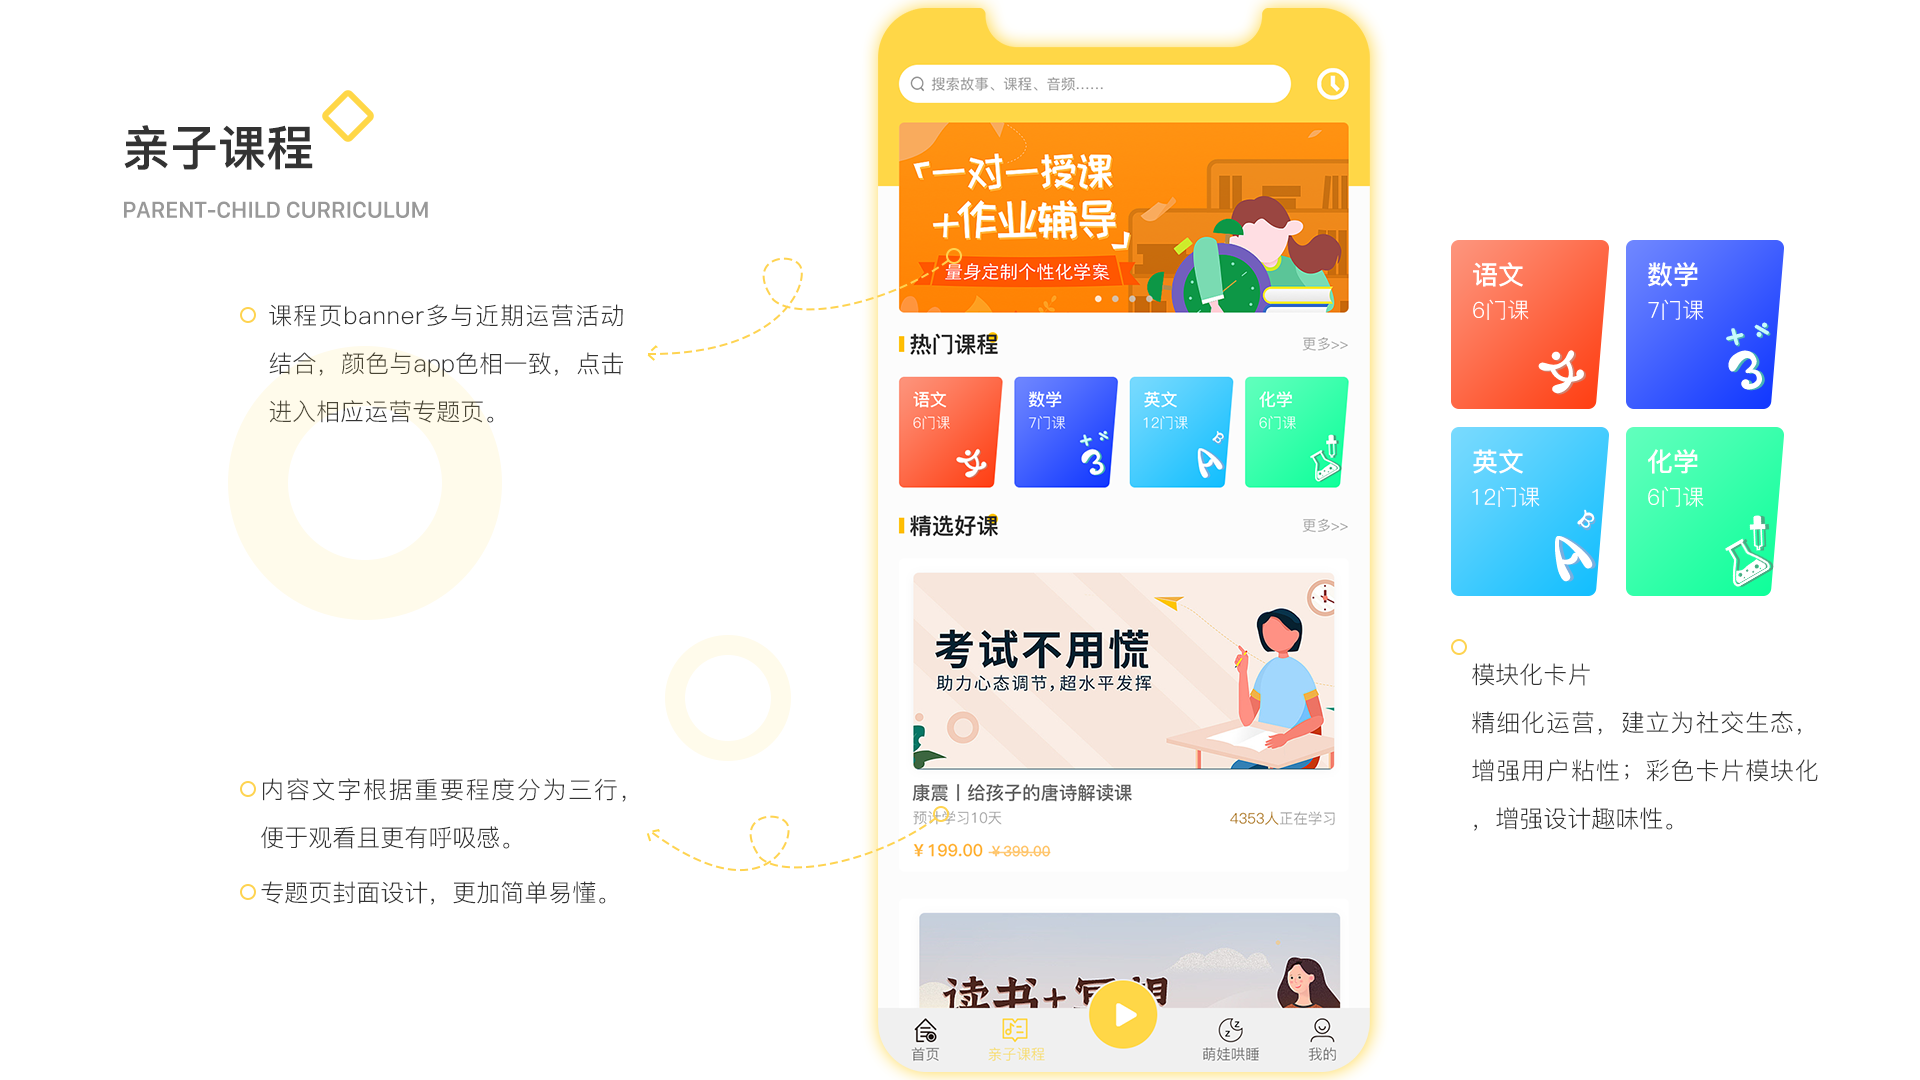 亲子课程
PARENT-CHILD CURRICULUM
课程页banner多与近期运营活动
结合，颜色与app色相一致，点击
进入相应运营专题页。
内容文字根据重要程度分为三行，
便于观看且更有呼吸感。
专题页封面设计，更加简单易懂。
搜索故事、课程、音频......
「一对一授课
+作业辅导」
量身定制个性化学案
热门课程
更多>>
语文
6门课
文
数学
7门课
+ ÷
3
英文
12门课
B
A
化学
6门课
精选好课
更多>>
考试不用慌
助力心态调节，超水平发挥
康震丨给孩子的唐诗解读课
预计学习10天
4353人正在学习
￥199.00 ￥399.00
读书+冥想
首页
亲子课程
z z
萌娃哄睡
我的
语文
6门课
文
数学
7门课
+ ÷
3
英文
12门课
B
A
化学
6门课
模块化卡片
精细化运营，建立为社交生态，
增强用户粘性；彩色卡片模块化
，增强设计趣味性。